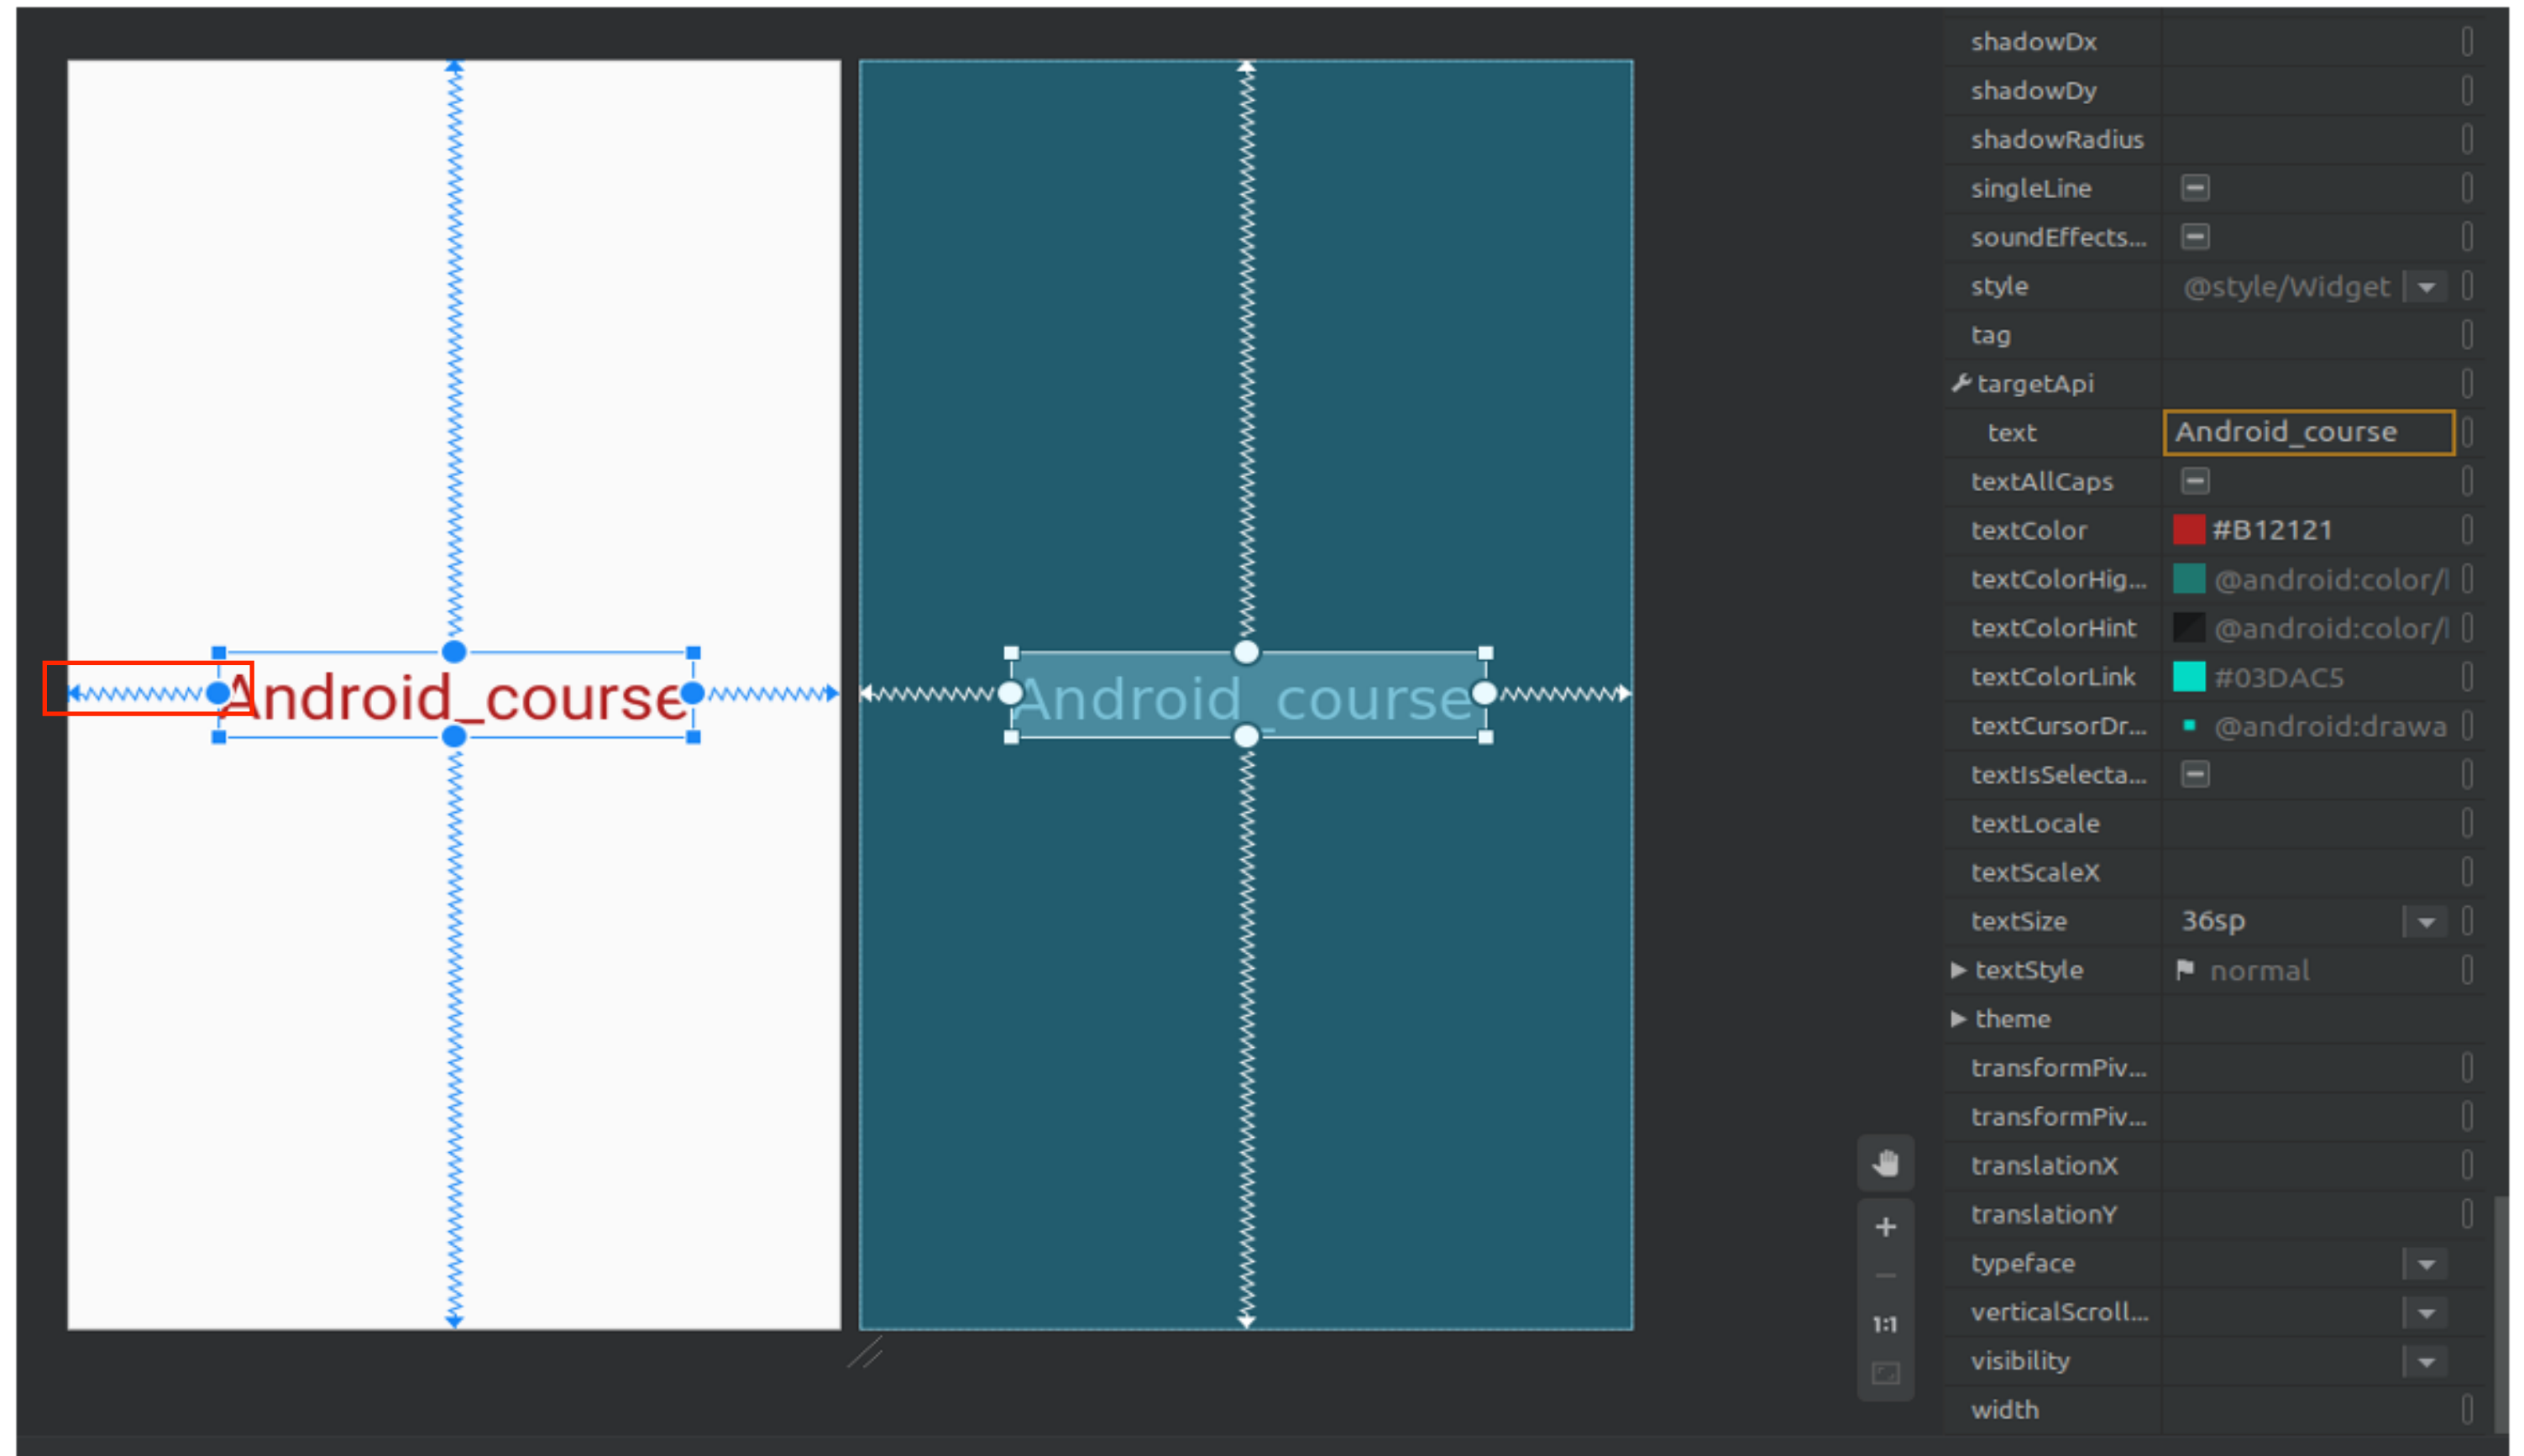 Android_course
Android_course
shadowDx
shadowDy
shadowRadius
singleLine
soundEffects...
style @style/Widget
tag
targetApi
text Android_course
textAllCaps
textColor #B12121
textColorHig... @android:color/
textColorHint @android:color/
textColorLink #03DAC5
textCursorDr... @android:drawa
textIsSelecta...
textLocale
textScaleX
textSize 36sp
textStyle normal
theme
transformPiv...
transformPiv...
translationX
translationY
typeface
verticalScroll...
visibility
width
1:1